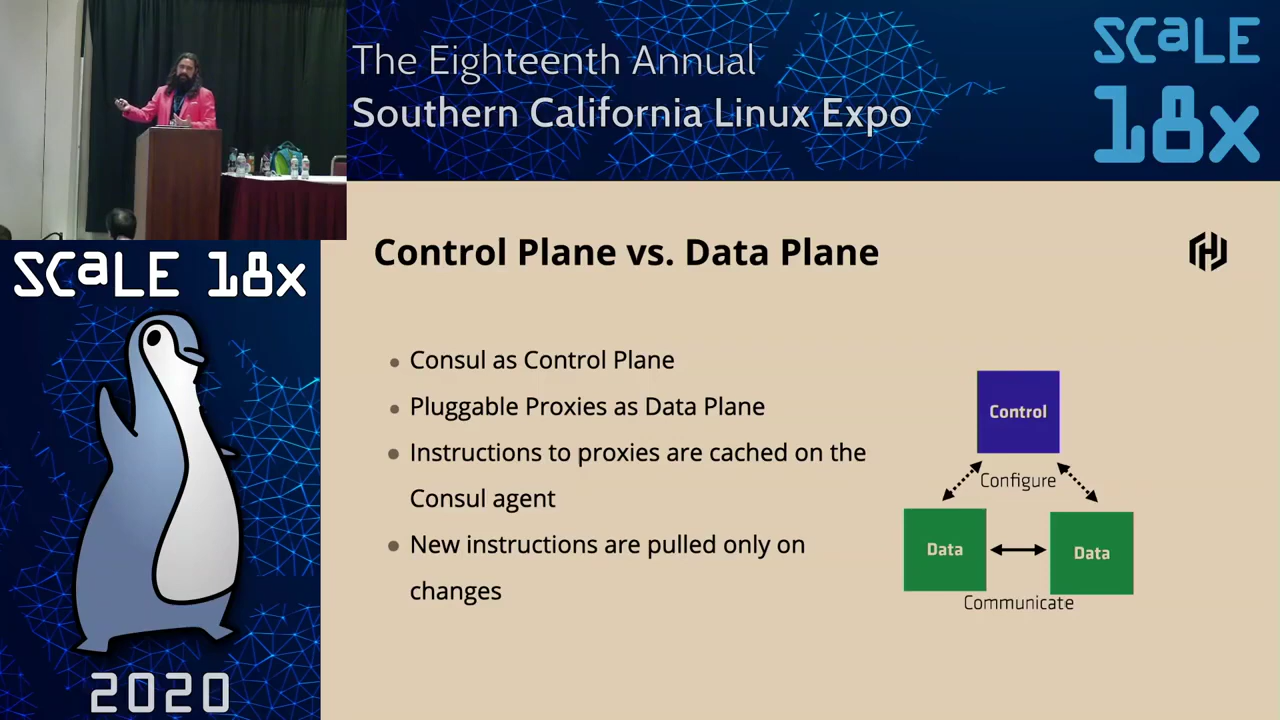 The Eighteenth Annual
Southern California Linux Expo
SCaLE
18x
SCaLE 18x
2020
Control Plane vs. Data Plane
Consul as Control Plane
Pluggable Proxies as Data Plane
Instructions to proxies are cached on the
Consul agent
New instructions are pulled only on
changes
Control
Configure
Data
Data
Communicate